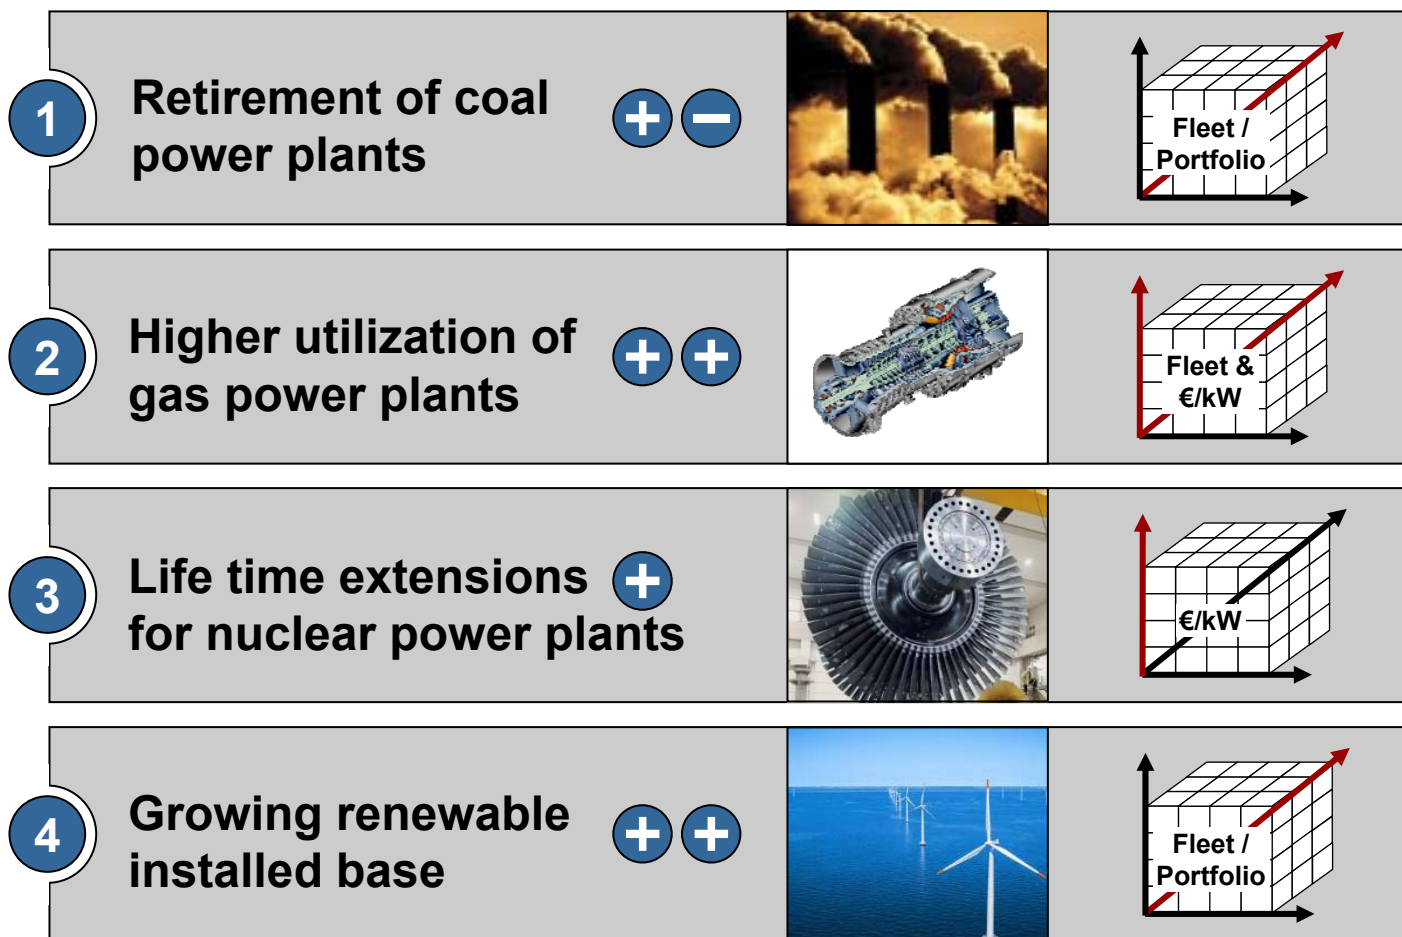 1
Retirement of coal
power plants
+ −
Fleet /
Portfolio
2
Higher utilization of
gas power plants
+ +
Fleet &
€/kW
3
Life time extensions
for nuclear power plants
+
€/kW
4
Growing renewable
installed base
+ +
Fleet /
Portfolio